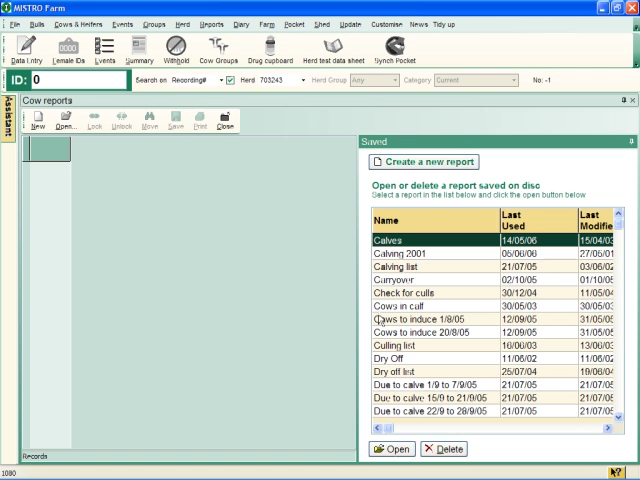 MISTRO Farm
File Bulls Cows & Heifers Events Groups Herd Reports Diary Farm Pocket Shed Update Customise News Tidy up
Data Entry Female IDs Events Summary Withhold Cow Groups Drug cupboard Herd test data sheet Synch Pocket
ID: 0 Search on Recording# Herd 703243 Herd Group Any Category Current No: -1
Assistant
Cow reports
New Open... Lock Unlock Move Save Print Close
Saved
Create a new report
Open or delete a report saved on disc
Select a report in the list below and click the open button below
Name Last Used Last Modifie
Calves 14/05/06 15/04/03
Calving 2001 05/06/06 27/05/01
Calving list 21/07/05 03/06/02
Carryover 02/10/05 01/10/05
Check for culls 30/12/04 11/05/04
Cows in calf 30/05/03 30/05/03
Cows to induce 1/8/05 12/09/05 31/05/05
Cows to induce 20/8/05 12/09/05 31/05/05
Culling list 16/06/03 13/06/03
Dry Off 11/06/02 11/06/02
Dry off list 25/07/04 19/06/04
Due to calve 1/9 to 7/9/05 21/07/05 21/07/05
Due to calve 15/9 to 21/9/05 21/07/05 21/07/05
Due to calve 22/9 to 28/9/05 21/07/05 21/07/05
Open Delete
Records
1080